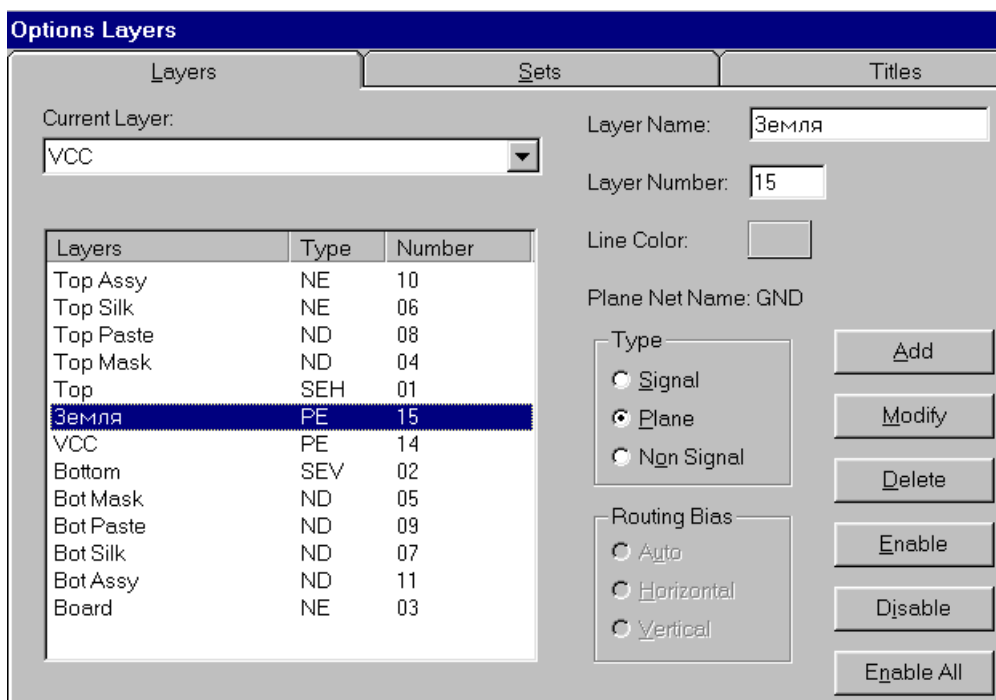 Options Layers
Layers Sets Titles
Current Layer:
VCC
Layer Name: Земля
Layer Number: 15
Line Color:
Plane Net Name: GND
Layers Type Number
Top Assy NE 10
Top Silk NE 06
Top Paste ND 08
Top Mask ND 04
Top SEH 01
Земля PE 15
VCC PE 14
Bottom SEV 02
Bot Mask ND 05
Bot Paste ND 09
Bot Silk ND 07
Bot Assy ND 11
Board NE 03
Type
Signal
Plane
Non Signal
Routing Bias
Auto
Horizontal
Vertical
Add
Modify
Delete
Enable
Disable
Enable All